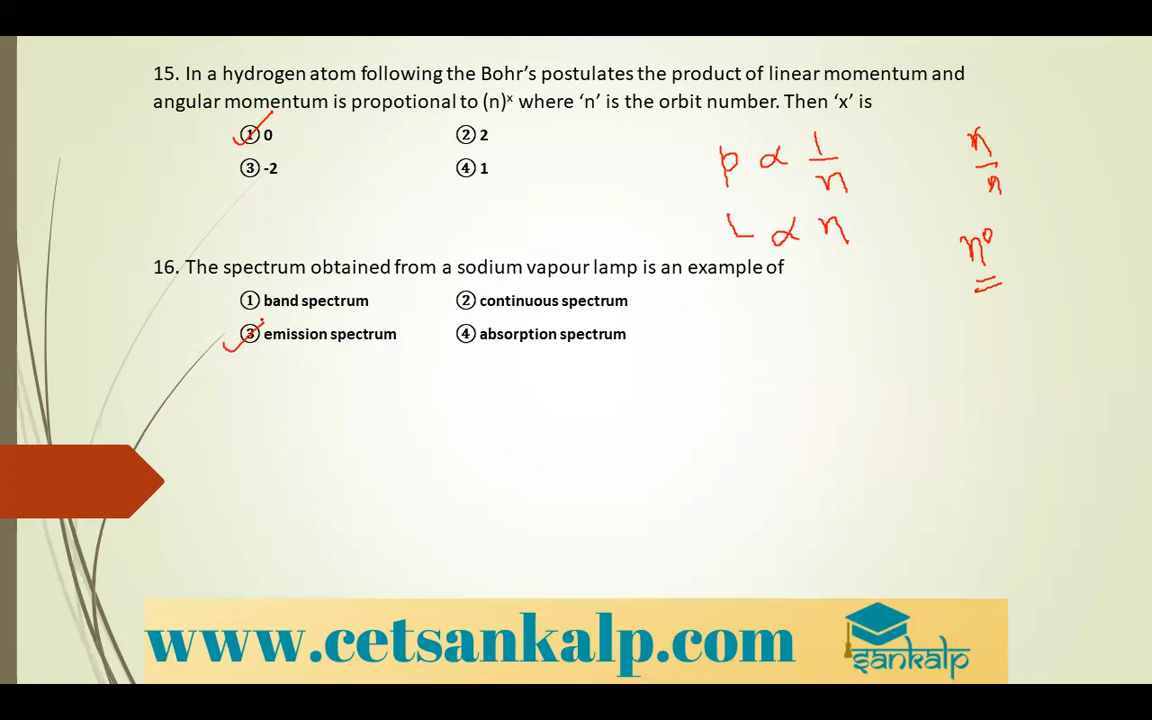 15. In a hydrogen atom following the Bohr's postulates the product of linear momentum and
angular momentum is propotional to (n)ˣ where 'n' is the orbit number. Then 'x' is
① 0 ② 2
③ -2 ④ 1
p ∝ 1/n
L ∝ n
n/n
n⁰
16. The spectrum obtained from a sodium vapour lamp is an example of
① band spectrum ② continuous spectrum
③ emission spectrum ④ absorption spectrum
www.cetsankalp.com
sankalp